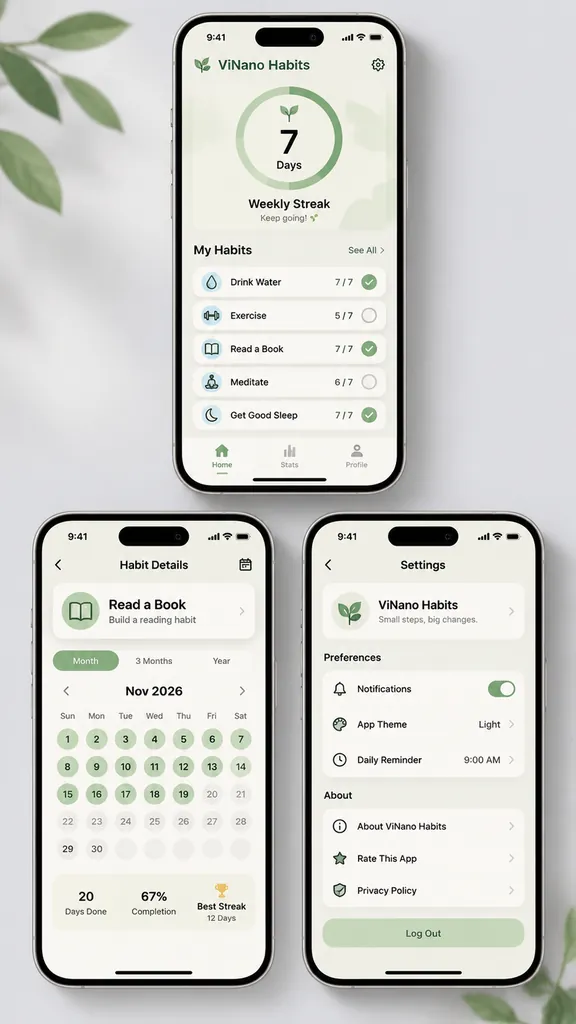 9:41
ViNano Habits
7
Days
Weekly Streak
Keep going!
My Habits
See All >
Drink Water 7 / 7
Exercise 5 / 7
Read a Book 7 / 7
Meditate 6 / 7
Get Good Sleep 7 / 7
Home Stats Profile
9:41
Habit Details
Read a Book
Build a reading habit
Month 3 Months Year
Nov 2026
Sun Mon Tue Wed Thu Fri Sat
1 2 3 4 5 6 7
8 9 10 11 12 13 14
15 16 17 18 19 20 21
22 23 24 25 26 27 28
29 30
20 67%
Days Done Completion Best Streak
12 Days
9:41
Settings
ViNano Habits
Small steps, big changes.
Preferences
Notifications
App Theme Light
Daily Reminder 9:00 AM
About
About ViNano Habits
Rate This App
Privacy Policy
Log Out